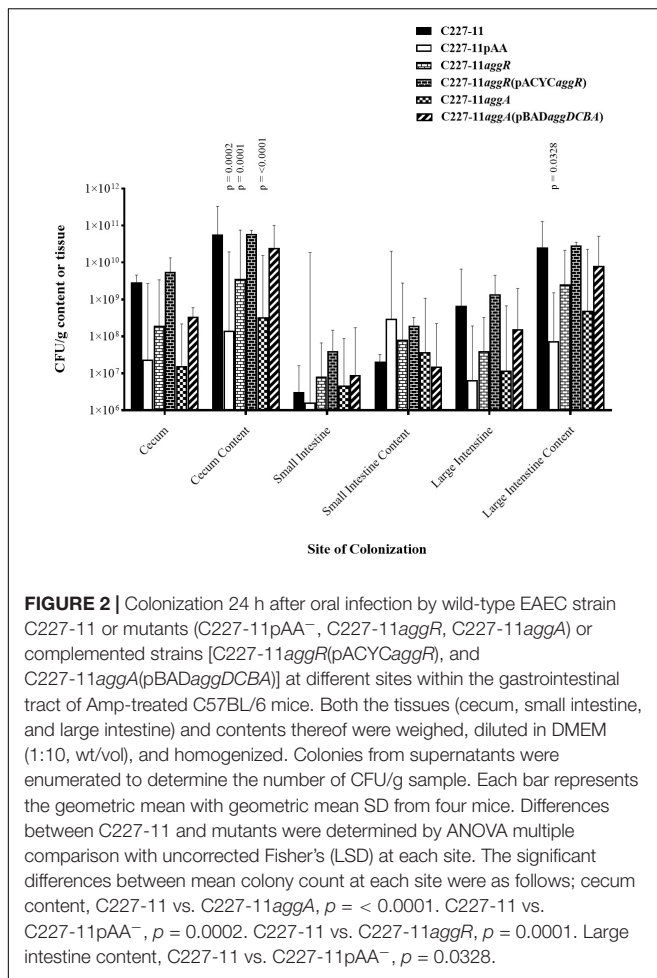 C227-11
C227-11pAA
C227-11aggR
C227-11aggR(pACYCaggR)
C227-11aggA
C227-11aggA(pBADaggDCBA)
p = 0.0002
p = 0.0001
p = <0.0001
p = 0.0328
CFU/g content or tissue
1×10¹²
1×10¹¹
1×10¹⁰
1×10⁹
1×10⁸
1×10⁷
1×10⁶
Cecum
Cecum Content
Small Intestine
Small Intestine Content
Large Intenstine
Large Intenstine Content
Site of Colonization
FIGURE 2 | Colonization 24 h after oral infection by wild-type EAEC strain
C227-11 or mutants (C227-11pAA⁻, C227-11aggR, C227-11aggA) or
complemented strains [C227-11aggR(pACYCaggR), and
C227-11aggA(pBADaggDCBA)] at different sites within the gastrointestinal
tract of Amp-treated C57BL/6 mice. Both the tissues (cecum, small intestine,
and large intestine) and contents thereof were weighed, diluted in DMEM
(1:10, wt/vol), and homogenized. Colonies from supernatants were
enumerated to determine the number of CFU/g sample. Each bar represents
the geometric mean with geometric mean SD from four mice. Differences
between C227-11 and mutants were determined by ANOVA multiple
comparison with uncorrected Fisher's (LSD) at each site. The significant
differences between mean colony count at each site were as follows; cecum
content, C227-11 vs. C227-11aggA, p = < 0.0001. C227-11 vs.
C227-11pAA⁻, p = 0.0002. C227-11 vs. C227-11aggR, p = 0.0001. Large
intestine content, C227-11 vs. C227-11pAA⁻, p = 0.0328.